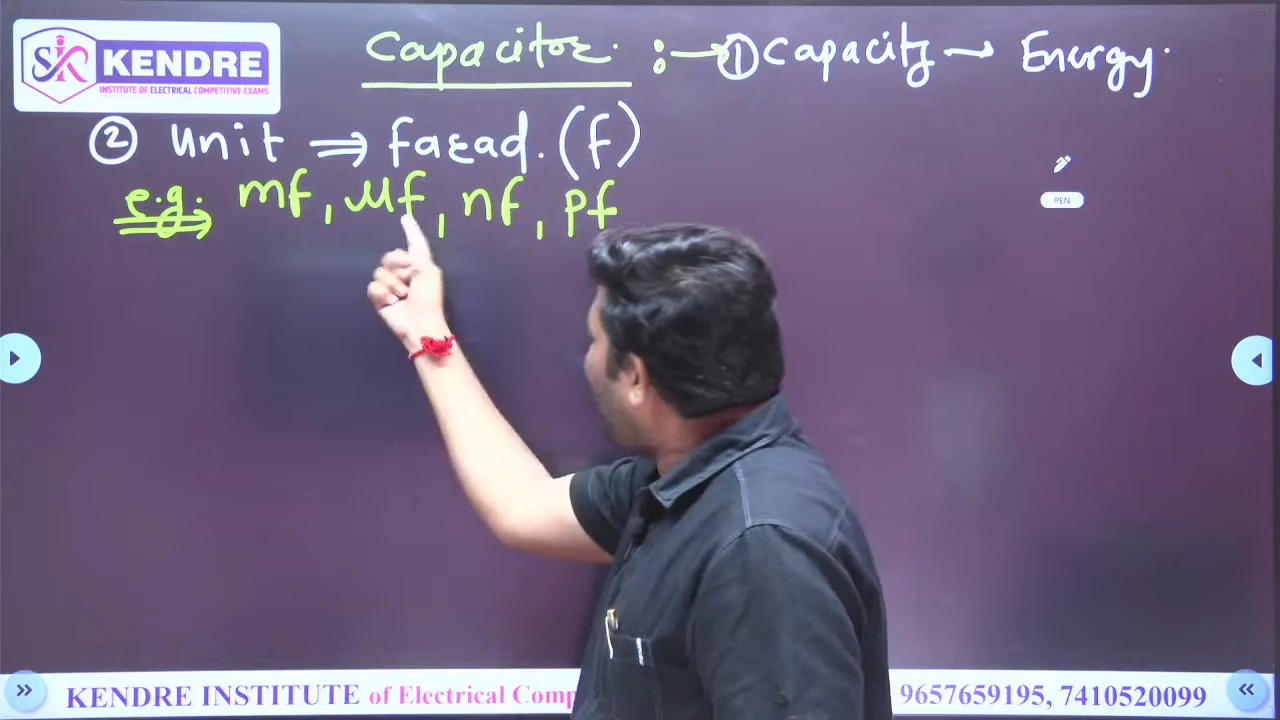 SIR KENDRE
INSTITUTE OF ELECTRICAL COMPETITIVE EXAMS
Capacitor. :→ ① Capacity → Energy.
② Unit ⇒ farad. (f)
e.g. mf, μf, nf, pf
PEN
KENDRE INSTITUTE of Electrical Comp
9657659195, 7410520099